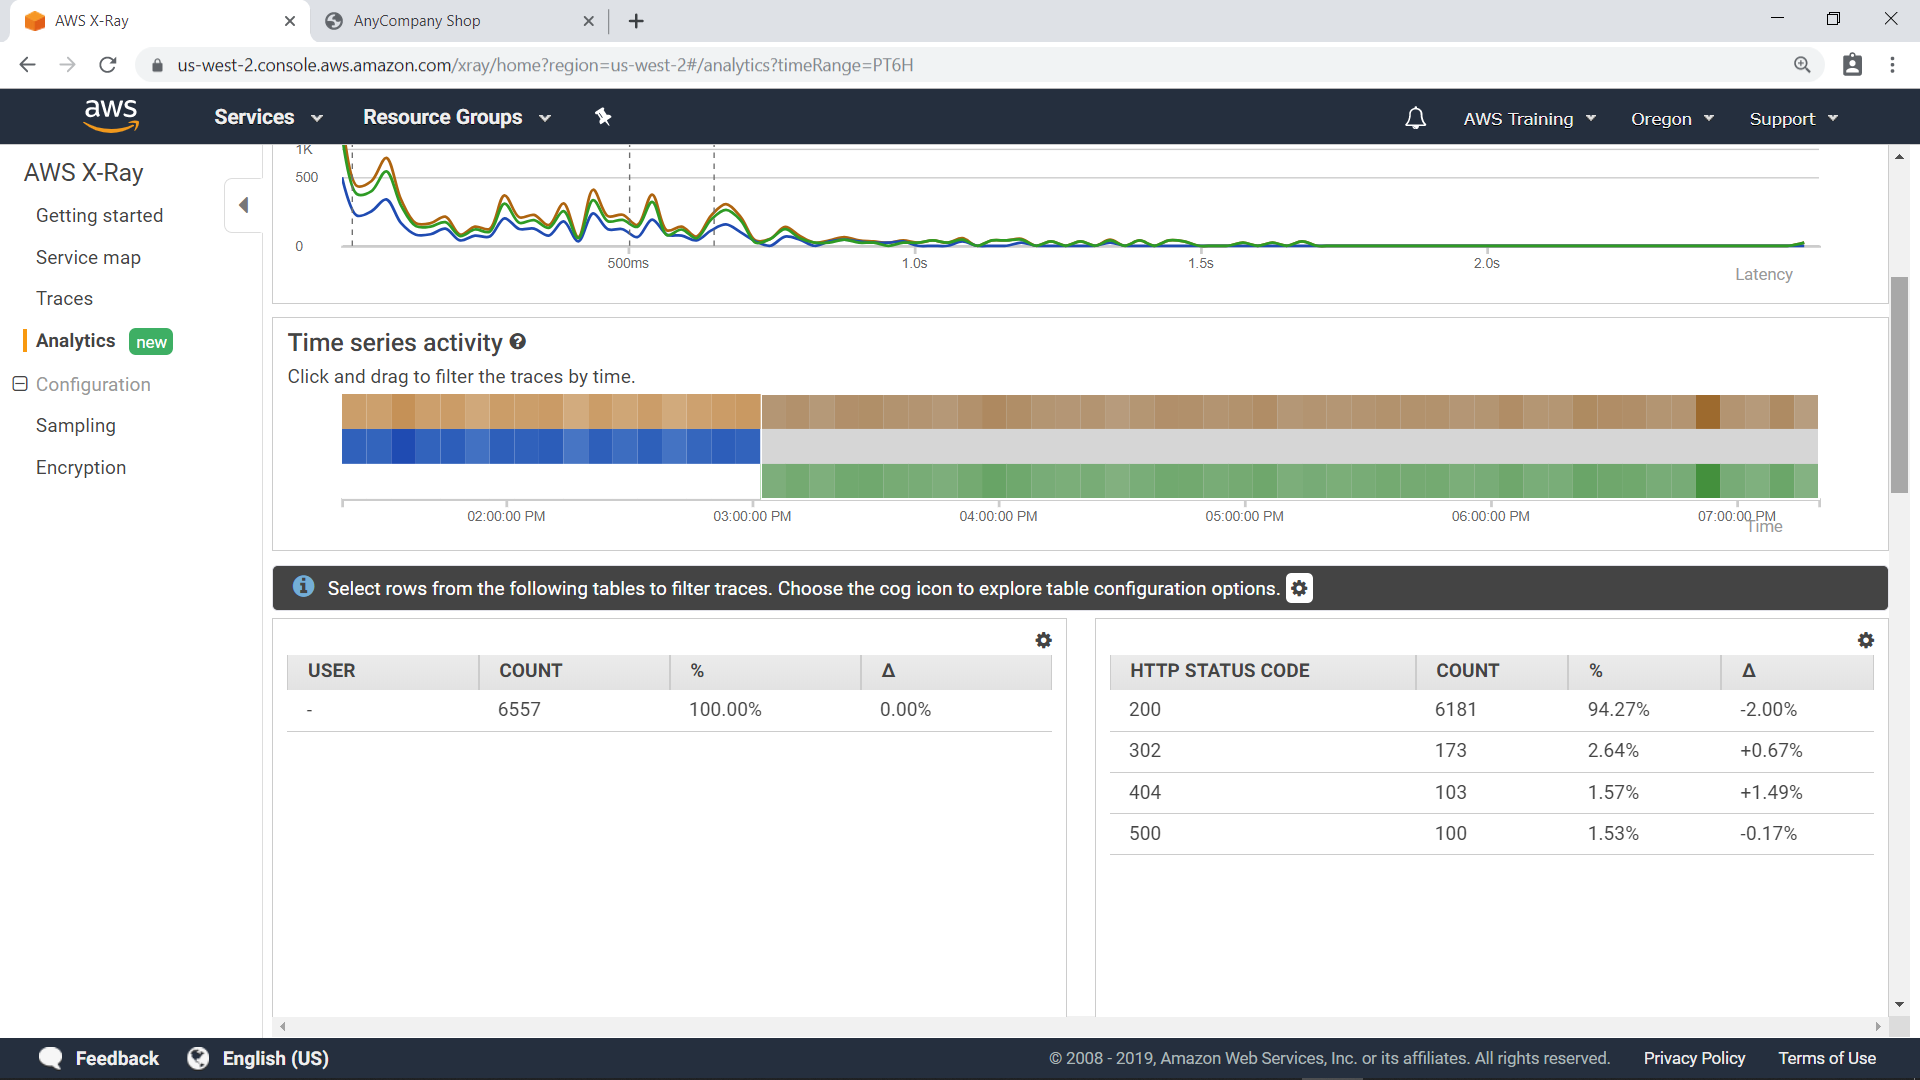 AWS X-Ray
AnyCompany Shop
us-west-2.console.aws.amazon.com/xray/home?region=us-west-2#/analytics?timeRange=PT6H
aws
Services
Resource Groups
AWS Training
Oregon
Support
AWS X-Ray
Getting started
Service map
Traces
Analytics new
Configuration
Sampling
Encryption
1K
500
0
500ms 1.0s 1.5s 2.0s
Latency
Time series activity
Click and drag to filter the traces by time.
02:00:00 PM 03:00:00 PM 04:00:00 PM 05:00:00 PM 06:00:00 PM 07:00:00 PM
Time
Select rows from the following tables to filter traces. Choose the cog icon to explore table configuration options.
USER COUNT % Δ
- 6557 100.00% 0.00%
HTTP STATUS CODE COUNT % Δ
200 6181 94.27% -2.00%
302 173 2.64% +0.67%
404 103 1.57% +1.49%
500 100 1.53% -0.17%
Feedback
English (US)
© 2008 - 2019, Amazon Web Services, Inc. or its affiliates. All rights reserved.
Privacy Policy
Terms of Use